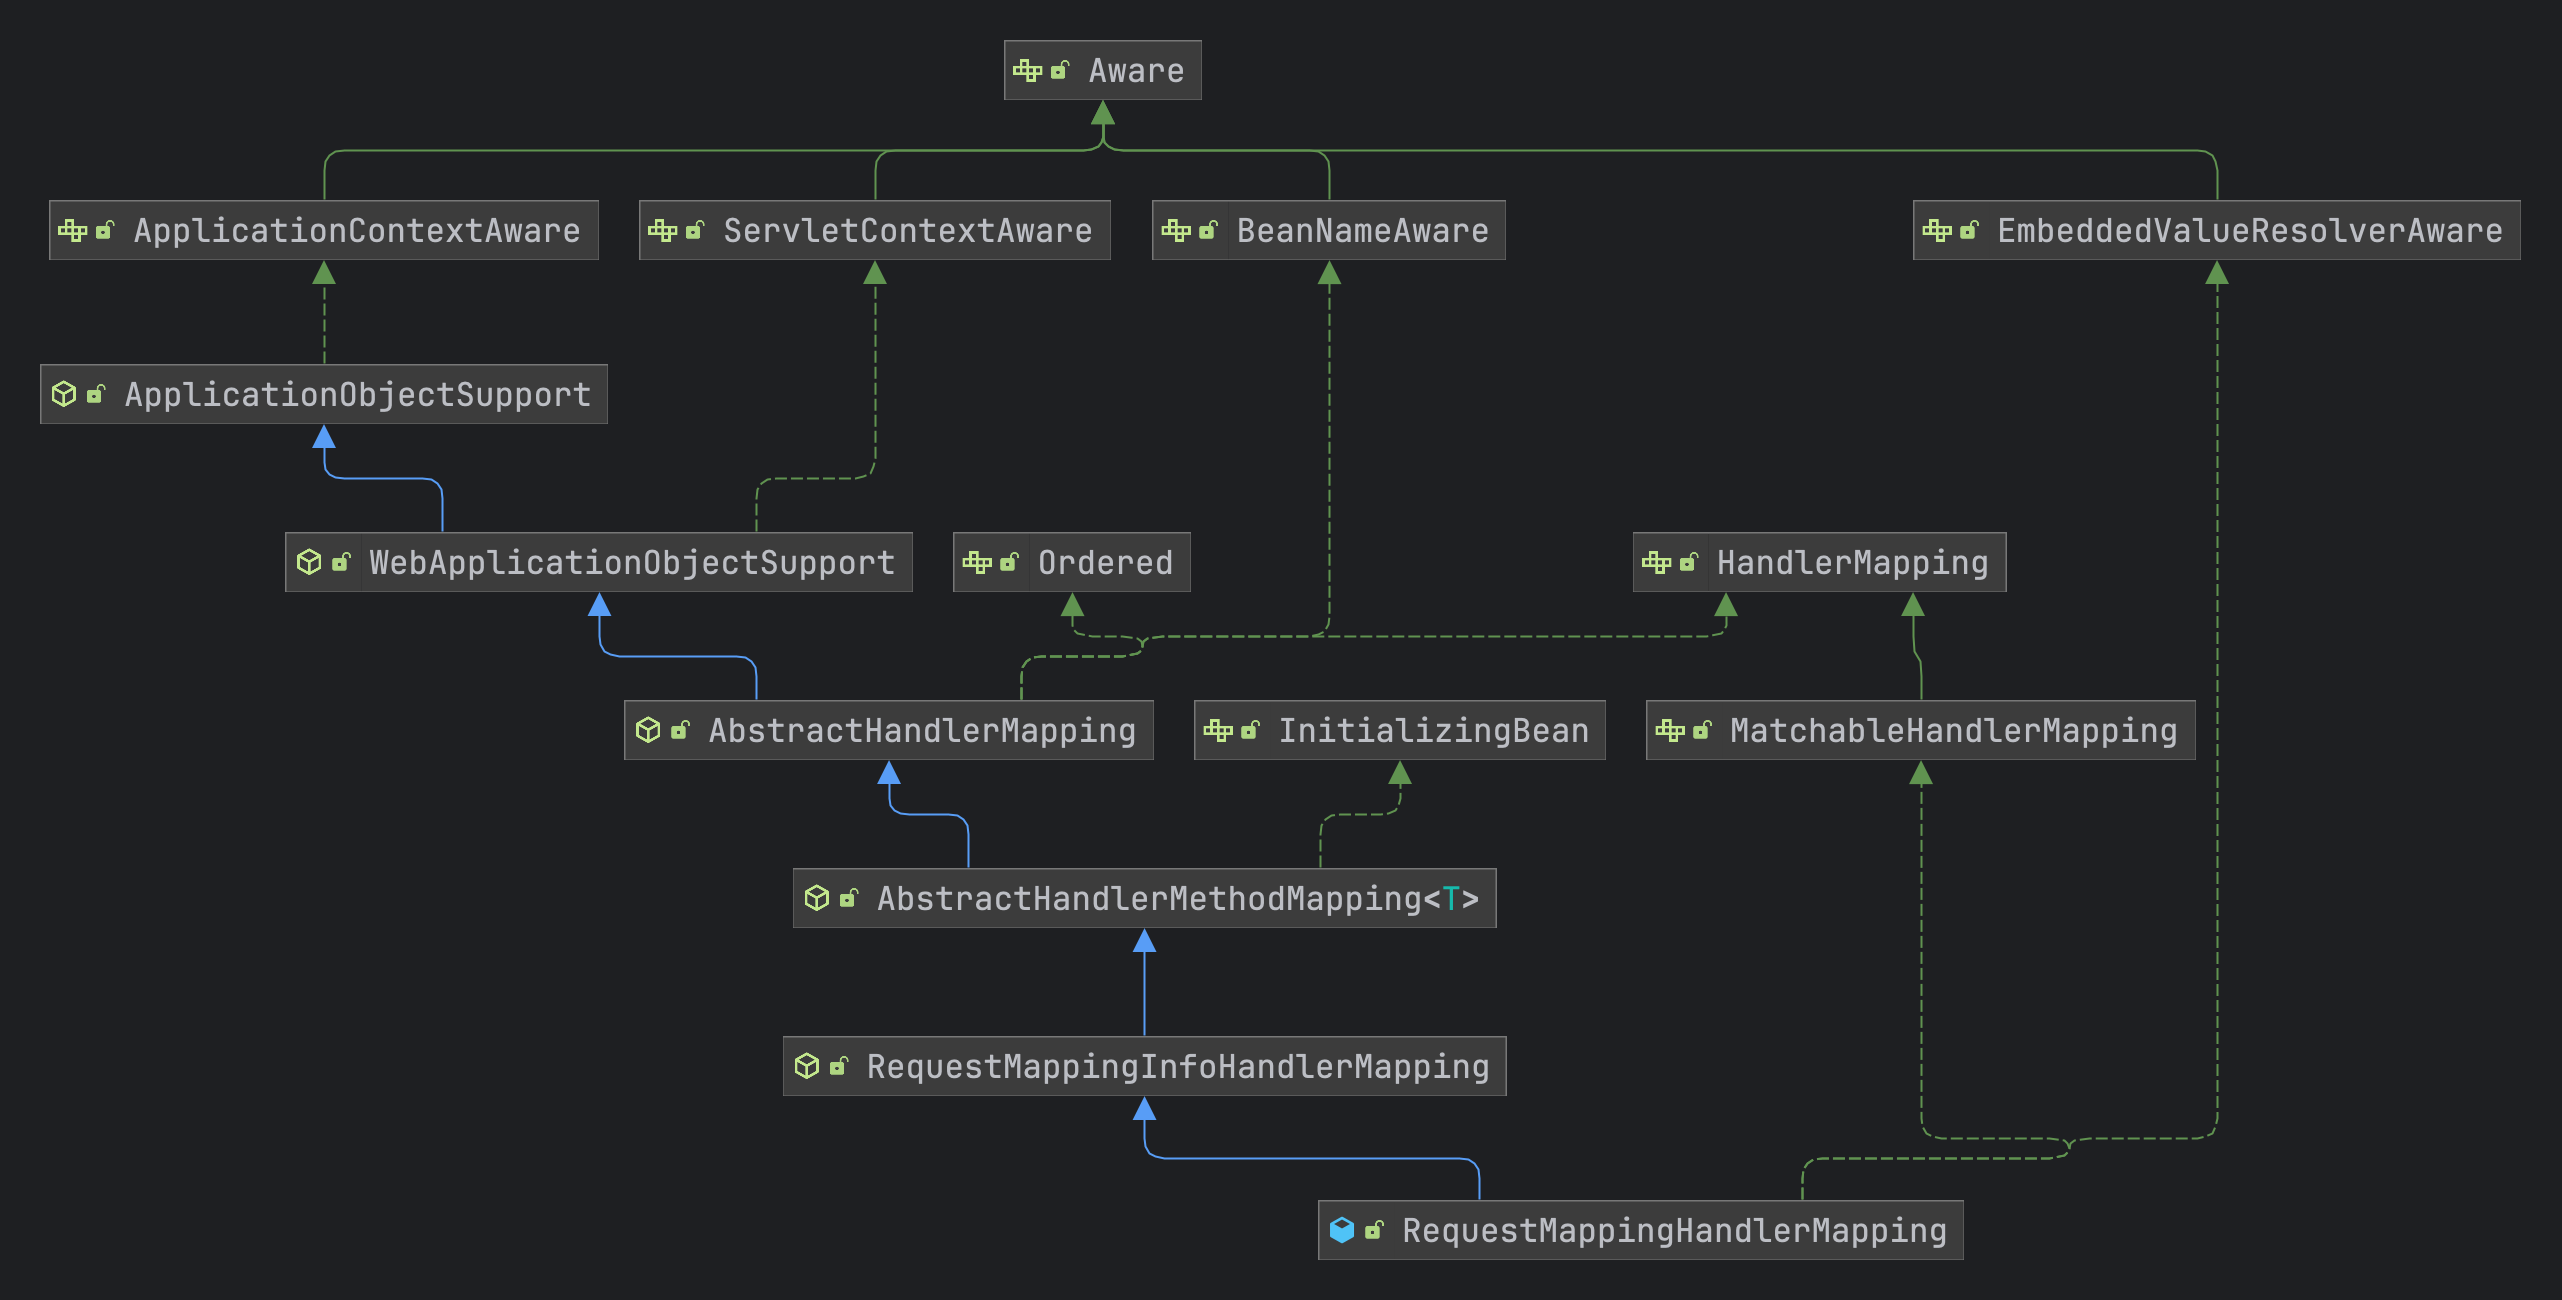 Aware
ApplicationContextAware
ServletContextAware
BeanNameAware
EmbeddedValueResolverAware
ApplicationObjectSupport
WebApplicationObjectSupport
Ordered
HandlerMapping
AbstractHandlerMapping
InitializingBean
MatchableHandlerMapping
AbstractHandlerMethodMapping<T>
RequestMappingInfoHandlerMapping
RequestMappingHandlerMapping